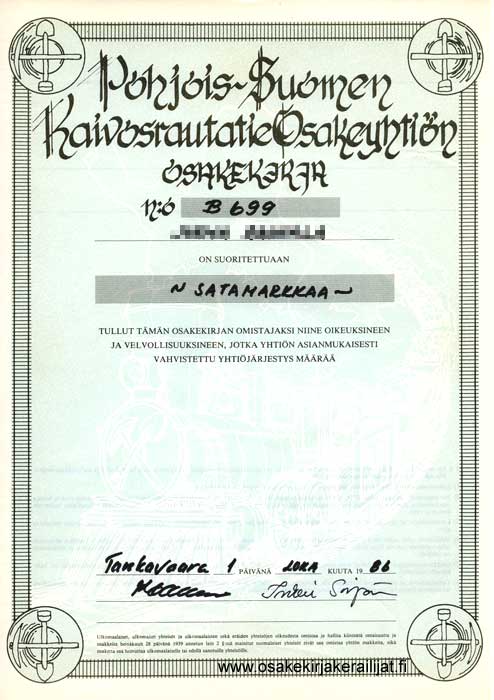 Pohjois-Suomen
Kaivosrautatie Osakeyhtiön
OSAKEKIRJA
n:o B 699
ON SUORITETTUAAN
~ SATAMARKKAA ~
TULLUT TÄMÄN OSAKEKIRJAN OMISTAJAKSI NIINE OIKEUKSINEEN
JA VELVOLLISUUKSINEEN, JOTKA YHTIÖN ASIANMUKAISESTI
VAHVISTETTU YHTIÖJÄRJESTYS MÄÄRÄÄ
Tankavaara 1 PÄIVÄNÄ LOKA KUUTA 19 86
www.osakekirjakerailijat.fi